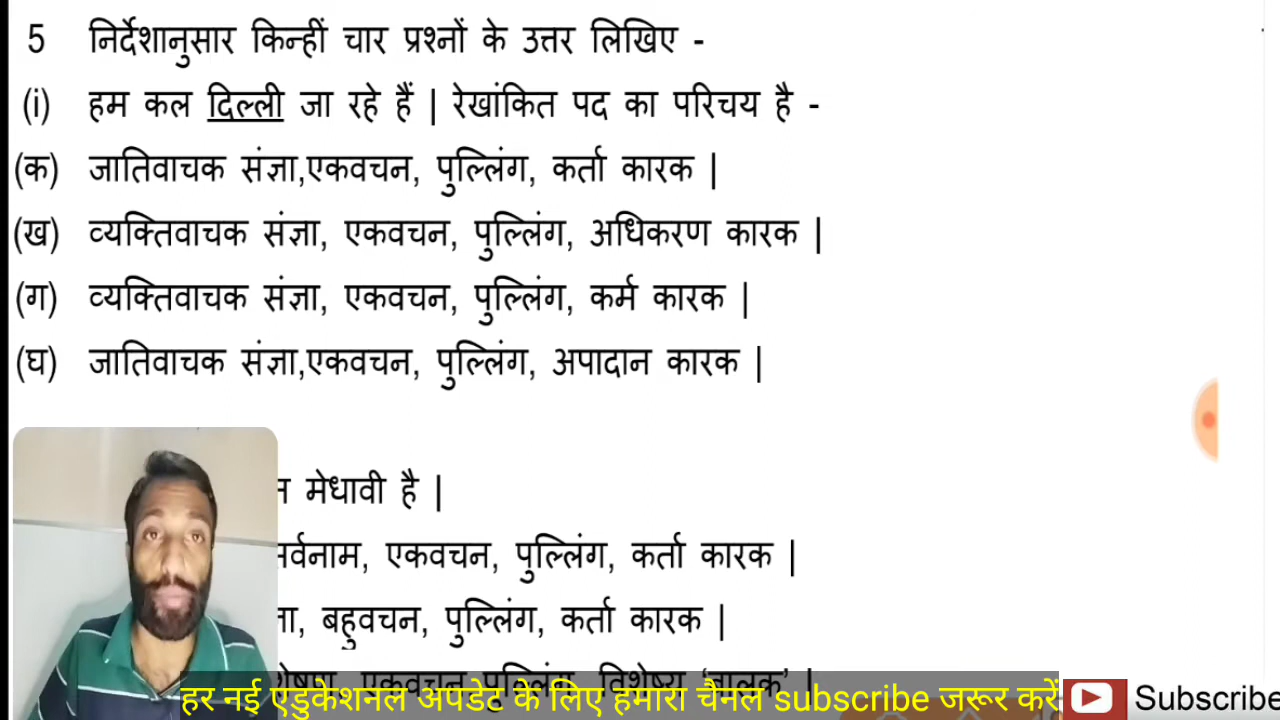 5 निर्देशानुसार किन्हीं चार प्रश्नों के उत्तर लिखिए -
(i) हम कल दिल्ली जा रहे हैं | रेखांकित पद का परिचय है -
(क) जातिवाचक संज्ञा,एकवचन, पुल्लिंग, कर्ता कारक |
(ख) व्यक्तिवाचक संज्ञा, एकवचन, पुल्लिंग, अधिकरण कारक |
(ग) व्यक्तिवाचक संज्ञा, एकवचन, पुल्लिंग, कर्म कारक |
(घ) जातिवाचक संज्ञा,एकवचन, पुल्लिंग, अपादान कारक |
मेधावी है |
एकवचन, पुल्लिंग, कर्ता कारक |
बहुवचन, पुल्लिंग, कर्ता कारक |
एकवचन, पुल्लिंग, विशेष्य 'बालक' |
हर नई एडुकेशनल अपडेट के लिए हमारा चैनल subscribe जरूर करें
Subscribe